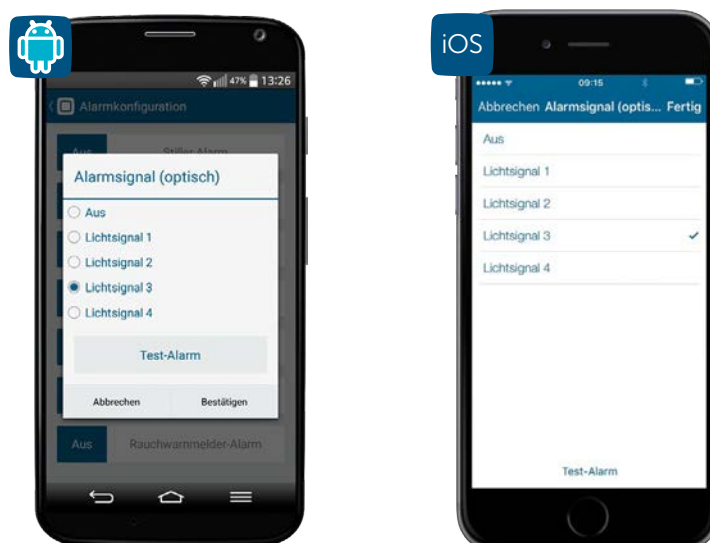 47% 13:26
Alarmkonfiguration
Aus Stiller Alarm
Alarmsignal (optisch)
Aus
Lichtsignal 1
Lichtsignal 2
Lichtsignal 3
Lichtsignal 4
Test-Alarm
Abbrechen Bestätigen
Aus Rauchwarnmelder-Alarm
iOS
09:15
Abbrechen Alarmsignal (optis... Fertig
Aus
Lichtsignal 1
Lichtsignal 2
Lichtsignal 3
Lichtsignal 4
Test-Alarm